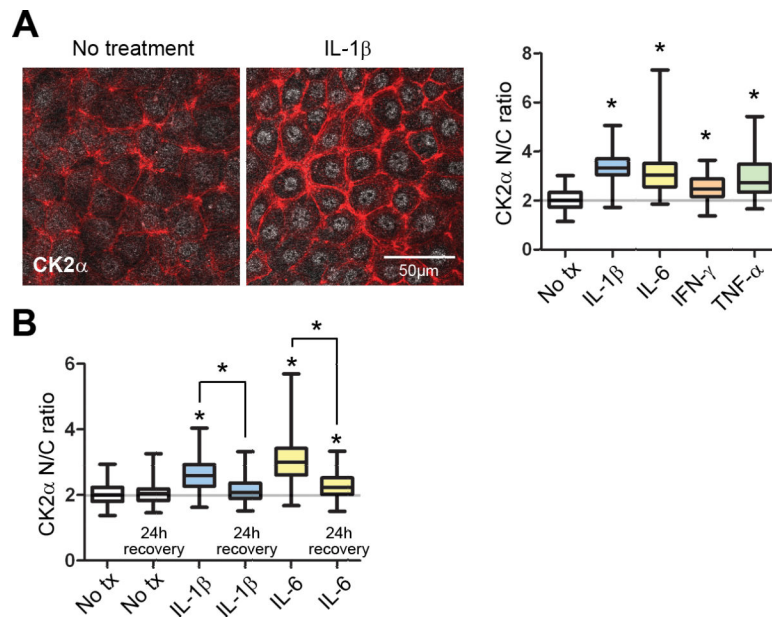 A
No treatment
IL-1β
CK2α
50µm
CK2α N/C ratio
8
6
4
2
0
*
*
*
*
No tx
IL-1β
IL-6
IFN-γ
TNF-α
B
CK2α N/C ratio
6
4
2
0
*
*
*
*
*
24h
recovery
24h
recovery
24h
recovery
No tx
No tx
IL-1β
IL-1β
IL-6
IL-6